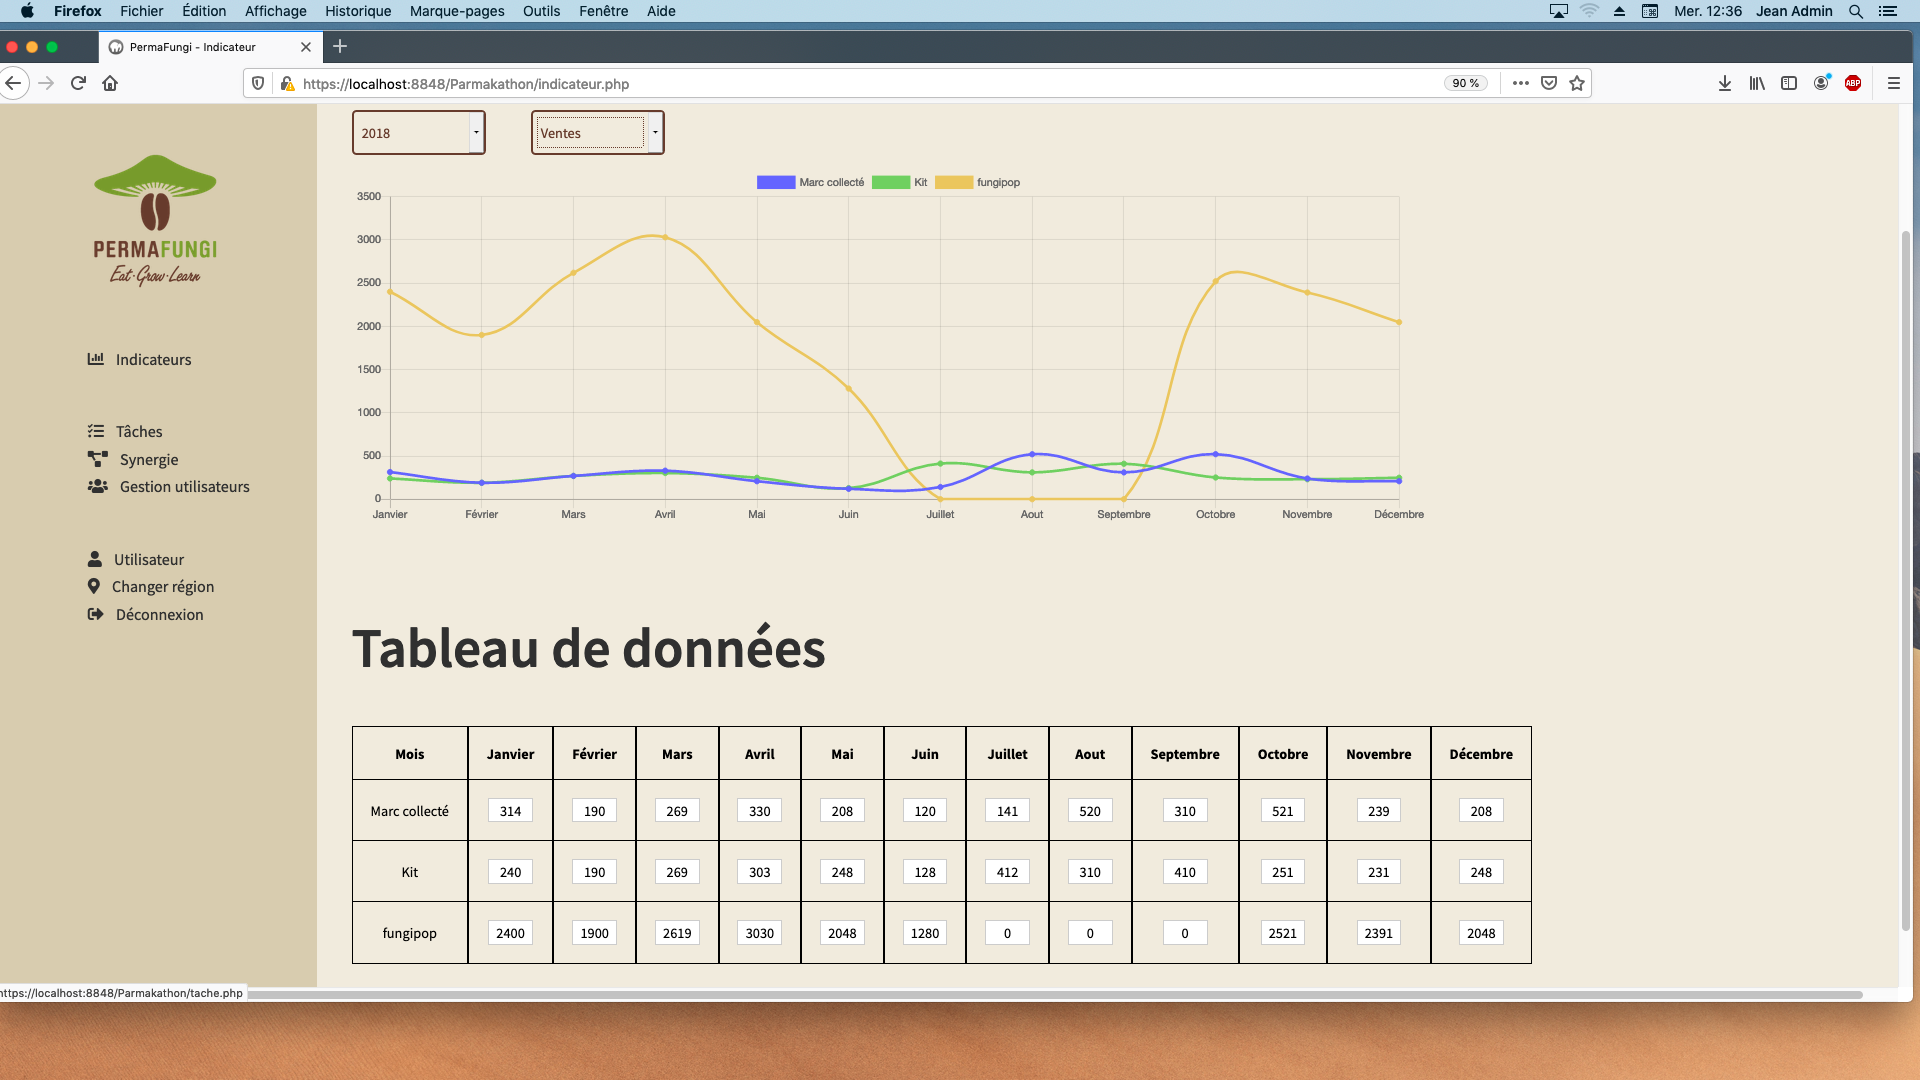 Firefox Fichier Édition Affichage Historique Marque-pages Outils Fenêtre Aide Mer. 12:36 Jean Admin
PermaFungi - Indicateur
https://localhost:8848/Parmakathon/indicateur.php 90 % ABP
2018 Ventes
PERMAFUNGI
Eat·Grow·Learn
Indicateurs
Tâches
Synergie
Gestion utilisateurs
Utilisateur
Changer région
Déconnexion
Marc collecté Kit fungipop
3500
3000
2500
2000
1500
1000
500
0
Janvier Février Mars Avril Mai Juin Juillet Aout Septembre Octobre Novembre Décembre
Tableau de données
Mois Janvier Février Mars Avril Mai Juin Juillet Aout Septembre Octobre Novembre Décembre
Marc collecté 314 190 269 330 208 120 141 520 310 521 239 208
Kit 240 190 269 303 248 128 412 310 410 251 231 248
fungipop 2400 1900 2619 3030 2048 1280 0 0 0 2521 2391 2048
https://localhost:8848/Parmakathon/tache.php